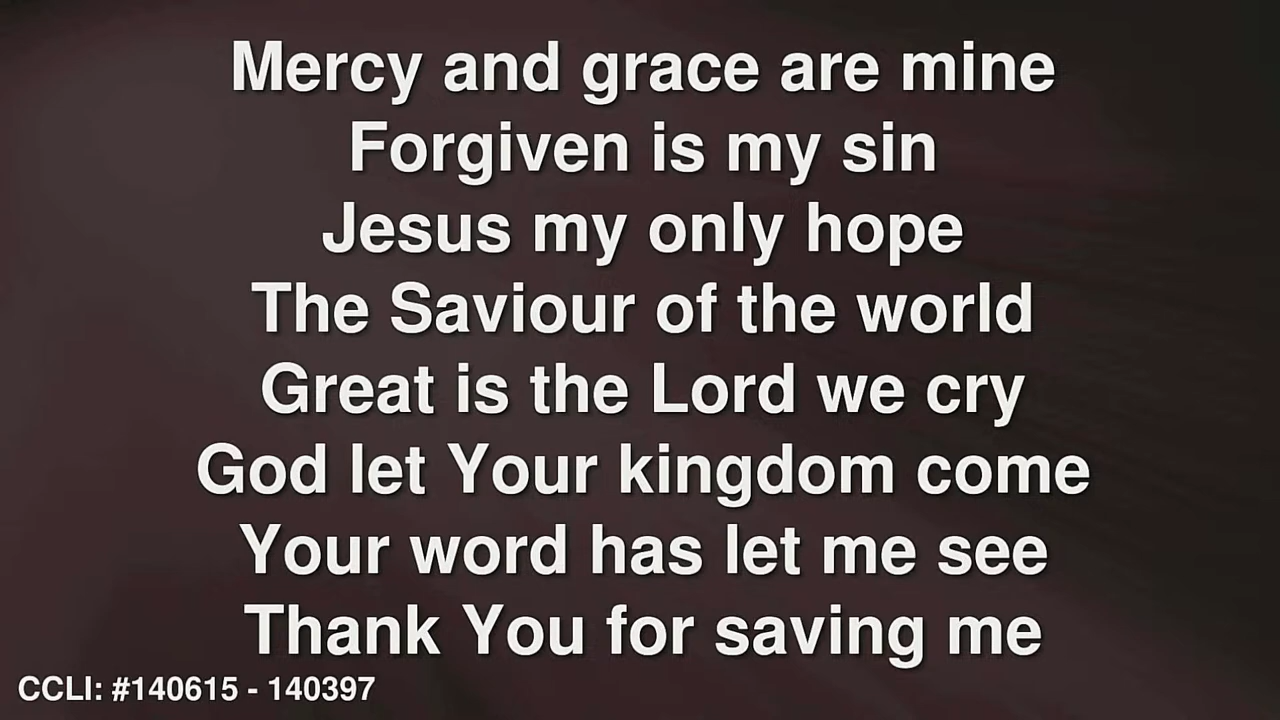 Mercy and grace are mine
Forgiven is my sin
Jesus my only hope
The Saviour of the world
Great is the Lord we cry
God let Your kingdom come
Your word has let me see
Thank You for saving me
CCLI: #140615 - 140397